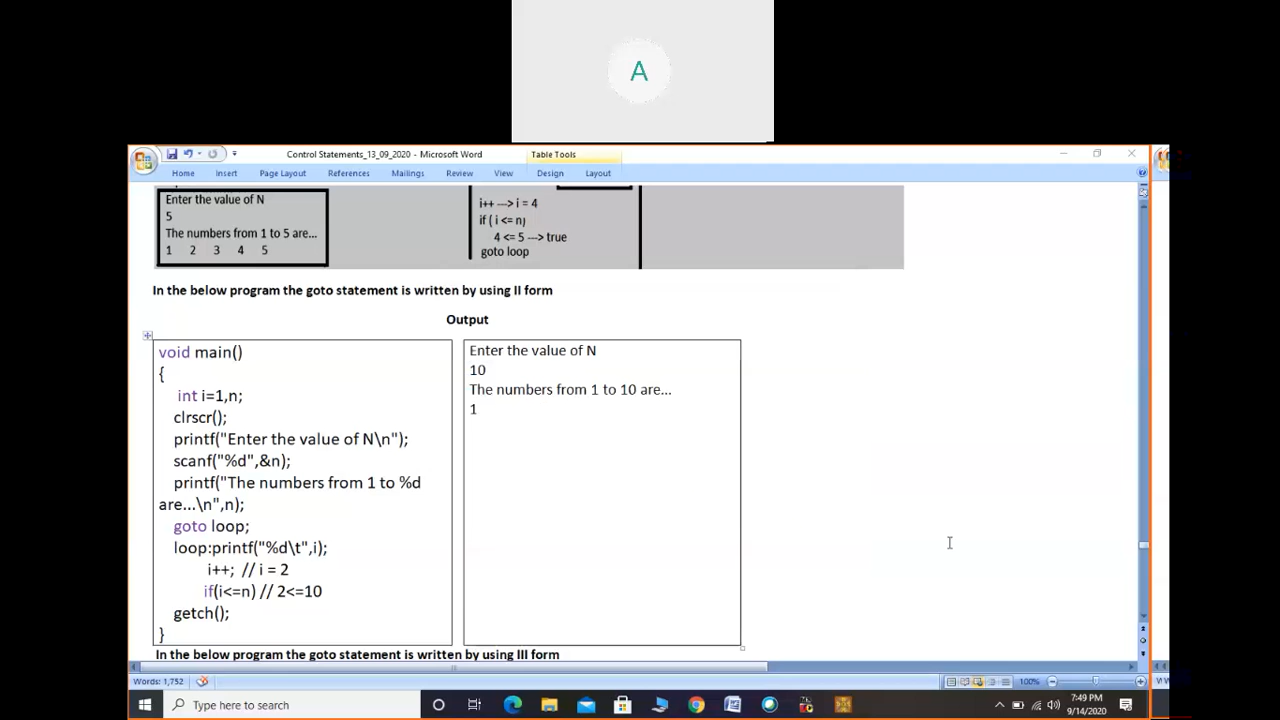 A
Control Statements_13_09_2020 - Microsoft Word
Table Tools
Home Insert Page Layout References Mailings Review View Design Layout
Enter the value of N
5
The numbers from 1 to 5 are...
1 2 3 4 5
i++ ---> i = 4
if ( i <= n)
4 <= 5 ---> true
goto loop
In the below program the goto statement is written by using II form
Output
void main()
{
int i=1,n;
clrscr();
printf("Enter the value of N\n");
scanf("%d",&n);
printf("The numbers from 1 to %d
are...\n",n);
goto loop;
loop:printf("%d\t",i);
i++; // i = 2
if(i<=n) // 2<=10
getch();
}
Enter the value of N
10
The numbers from 1 to 10 are...
1
In the below program the goto statement is written by using III form
Words: 1,752
100%
Type here to search
7:49 PM
9/14/2020